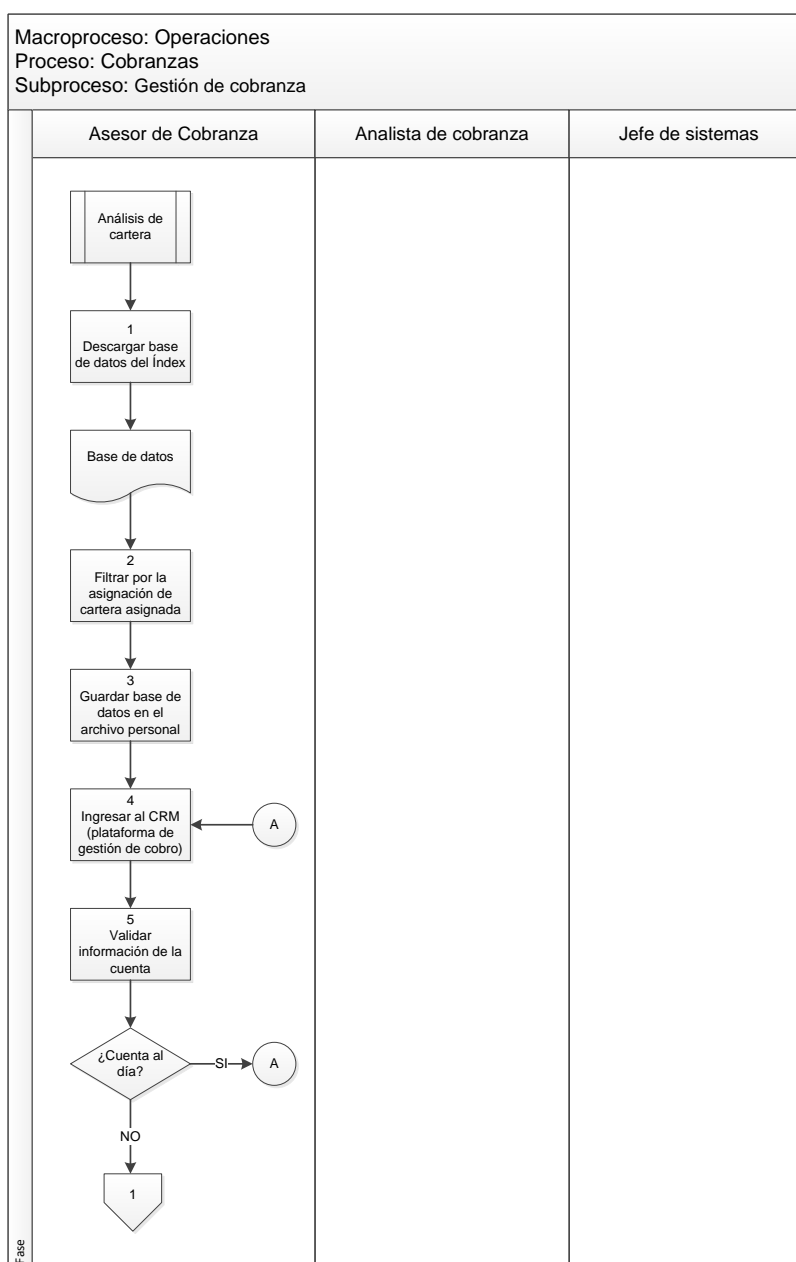 Macroproceso: Operaciones
Proceso: Cobranzas
Subproceso: Gestión de cobranza
Asesor de Cobranza
Analista de cobranza
Jefe de sistemas
Análisis de
cartera
1
Descargar base
de datos del Índex
Base de datos
2
Filtrar por la
asignación de
cartera asignada
3
Guardar base de
datos en el
archivo personal
4
Ingresar al CRM
(plataforma de
gestión de cobro)
A
5
Validar
información de la
cuenta
¿Cuenta al
día?
SI
A
NO
1
Fase